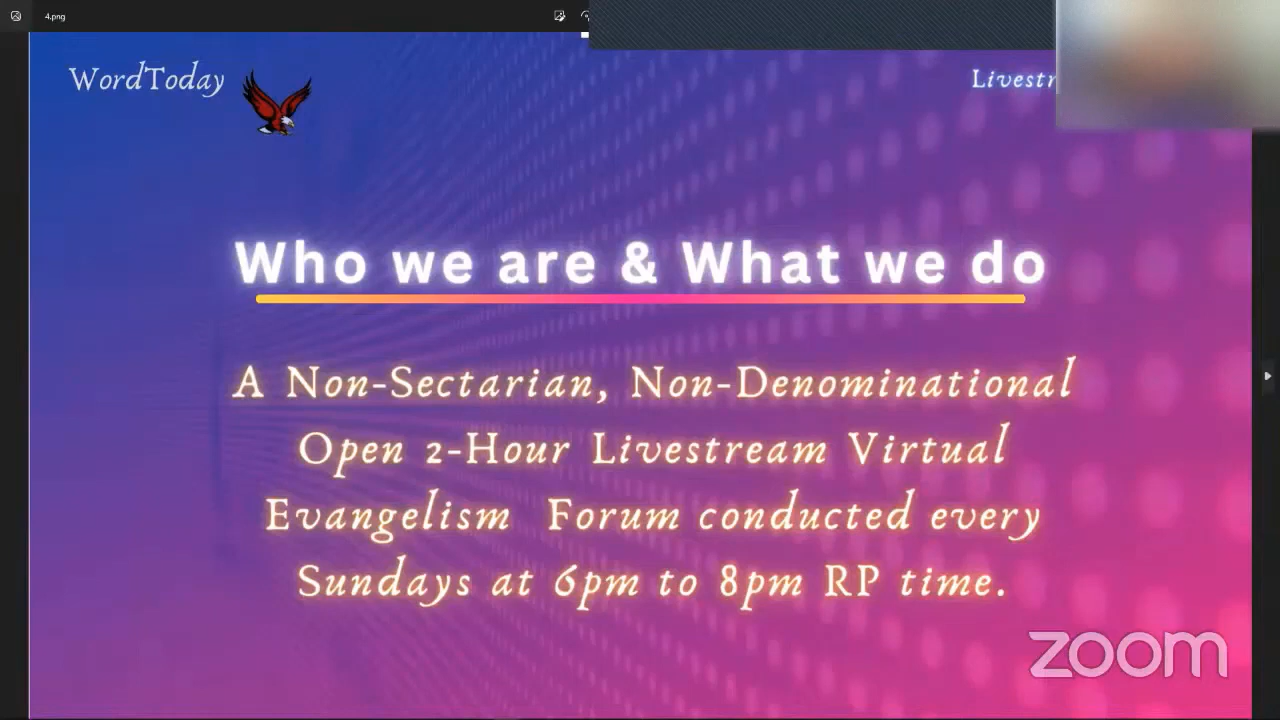 4.png
WordToday
Livestr
Who we are & What we do
A Non-Sectarian, Non-Denominational
Open 2-Hour Livestream Virtual
Evangelism Forum conducted every
Sundays at 6pm to 8pm RP time.
zoom